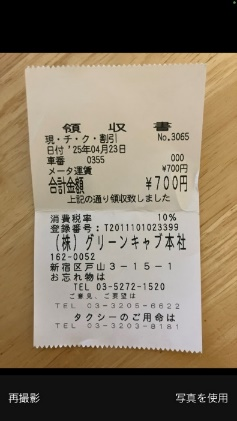 領収書
現・チ・ク・割引 No.3065
日付 '25年04月23日
車番 0355 000
メータ運賃 ¥700円
合計金額 ¥700円
上記の通り領収致しました
消費税率 10%
登録番号:T2011101023399
(株)グリーンキャブ本社
162-0052
新宿区戸山3-15-1
お忘れ物は
TEL 03-5272-1520
ご意見、ご要望は
TEL 03-3205-6622
タクシーのご用命は
TEL 03-3203-8181
再撮影 写真を使用